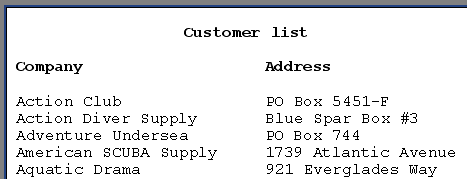 Customer list
Company Address
Action Club PO Box 5451-F
Action Diver Supply Blue Spar Box #3
Adventure Undersea PO Box 744
American SCUBA Supply 1739 Atlantic Avenue
Aquatic Drama 921 Everglades Way